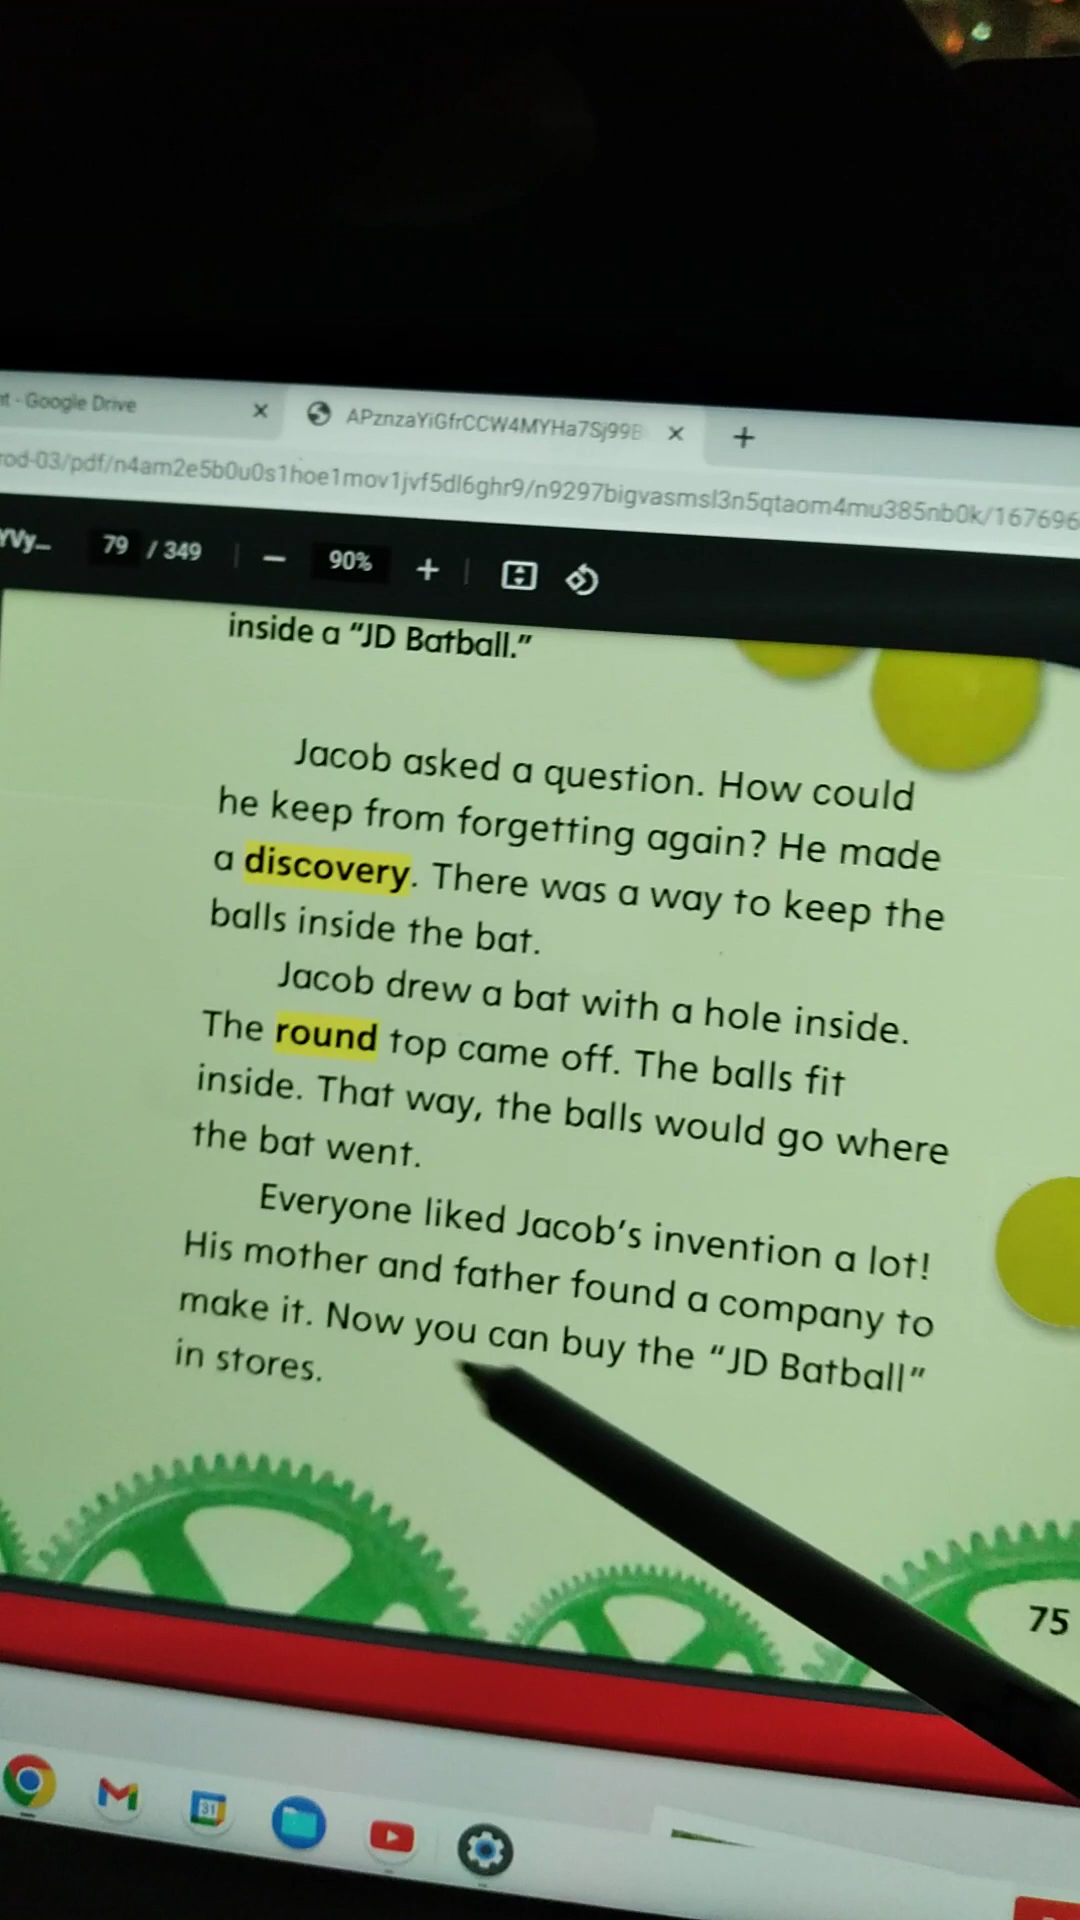 - Google Drive
APznzaYiGfrCCW4MYHa7Sj99
rod-03/pdf/n4am2e5b0u0s1hoe1mov1jvf5dl6ghr9/n9297bigvasmsl3n5qtaom4mu385nb0k/167696
79 / 349
90%
inside a “JD Batball.”
Jacob asked a question. How could
he keep from forgetting again? He made
a discovery. There was a way to keep the
balls inside the bat.
Jacob drew a bat with a hole inside.
The round top came off. The balls fit
inside. That way, the balls would go where
the bat went.
Everyone liked Jacob’s invention a lot!
His mother and father found a company to
make it. Now you can buy the “JD Batball”
in stores.
75
31